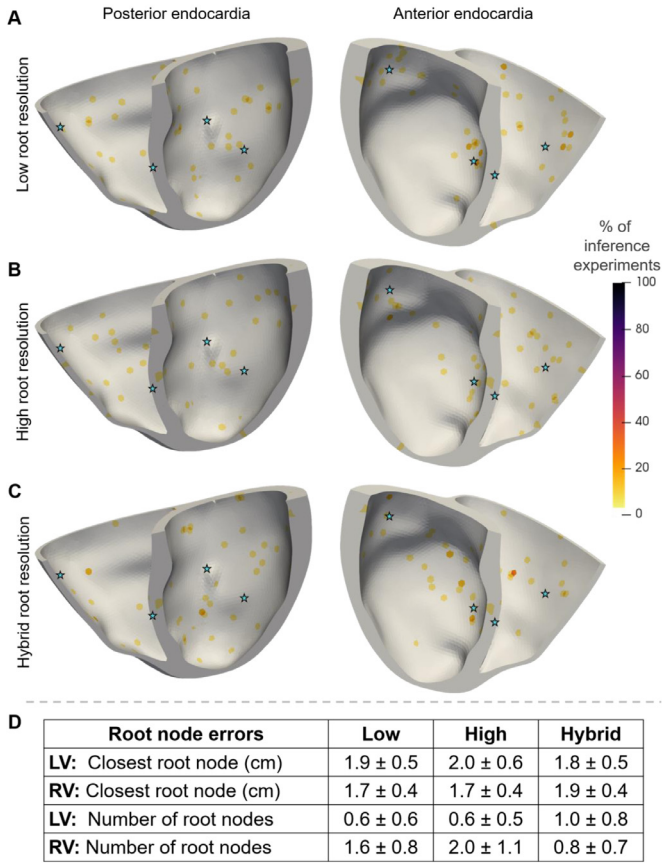 A
Posterior endocardia
Anterior endocardia
Low root resolution
% of
inference
experiments
100
80
60
40
20
0
B
High root resolution
C
Hybrid root resolution
D
Root node errors Low High Hybrid
LV: Closest root node (cm) 1.9 ± 0.5 2.0 ± 0.6 1.8 ± 0.5
RV: Closest root node (cm) 1.7 ± 0.4 1.7 ± 0.4 1.9 ± 0.4
LV: Number of root nodes 0.6 ± 0.6 0.6 ± 0.5 1.0 ± 0.8
RV: Number of root nodes 1.6 ± 0.8 2.0 ± 1.1 0.8 ± 0.7